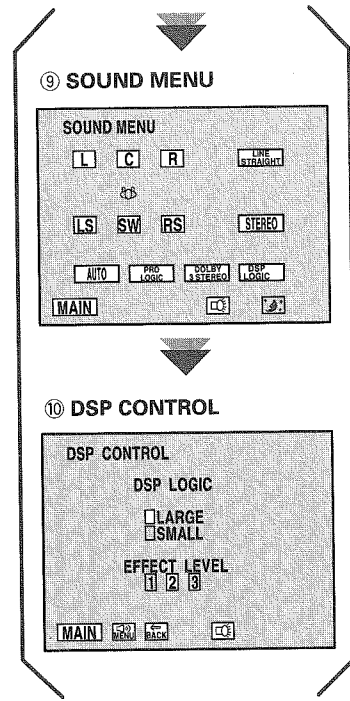 ⑨ SOUND MENU
SOUND MENU
L C R LINE STRAIGHT
LS SW RS STEREO
AUTO PRO LOGIC DOLBY 3 STEREO DSP LOGIC
MAIN
⑩ DSP CONTROL
DSP CONTROL
DSP LOGIC
LARGE
SMALL
EFFECT LEVEL
1 2 3
MAIN MENU BACK